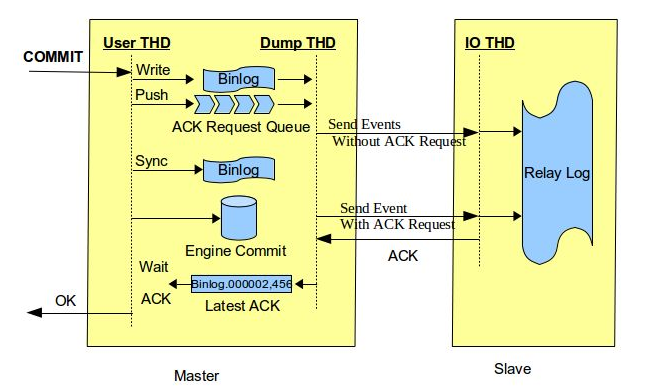 User THD
Dump THD
IO THD
COMMIT
Write
Binlog
Push
ACK Request Queue
Send Events
Without ACK Request
Sync
Binlog
Relay Log
Send Event
With ACK Request
Engine Commit
ACK
Wait
ACK
Binlog.000002,456
Latest ACK
OK
Master
Slave